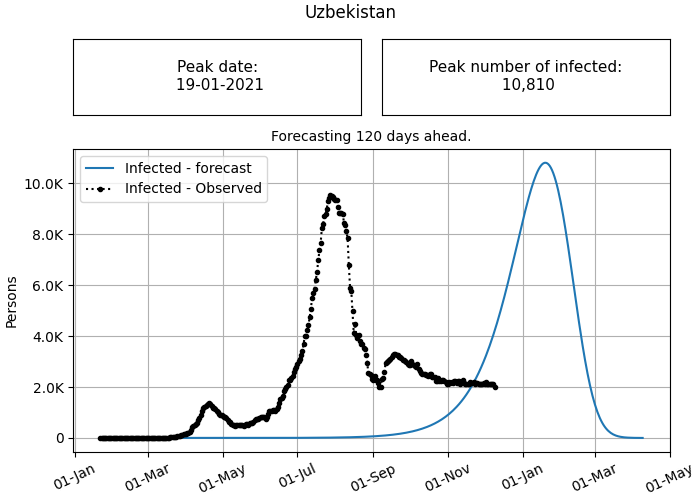 Uzbekistan
Peak date:
19-01-2021
Peak number of infected:
10,810
Forecasting 120 days ahead.
Infected - forecast
Infected - Observed
Persons
10.0K
8.0K
6.0K
4.0K
2.0K
0
01-Jan
01-Mar
01-May
01-Jul
01-Sep
01-Nov
01-Jan
01-Mar
01-May